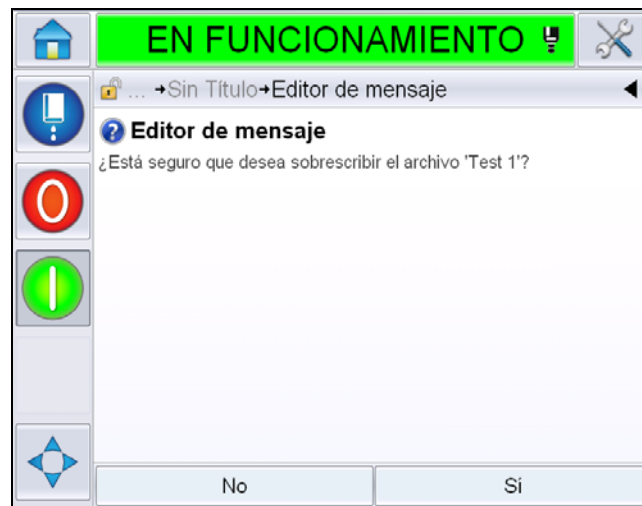 EN FUNCIONAMIENTO
... →Sin Título→Editor de mensaje
Editor de mensaje
¿Está seguro que desea sobrescribir el archivo 'Test 1'?
No
Sí